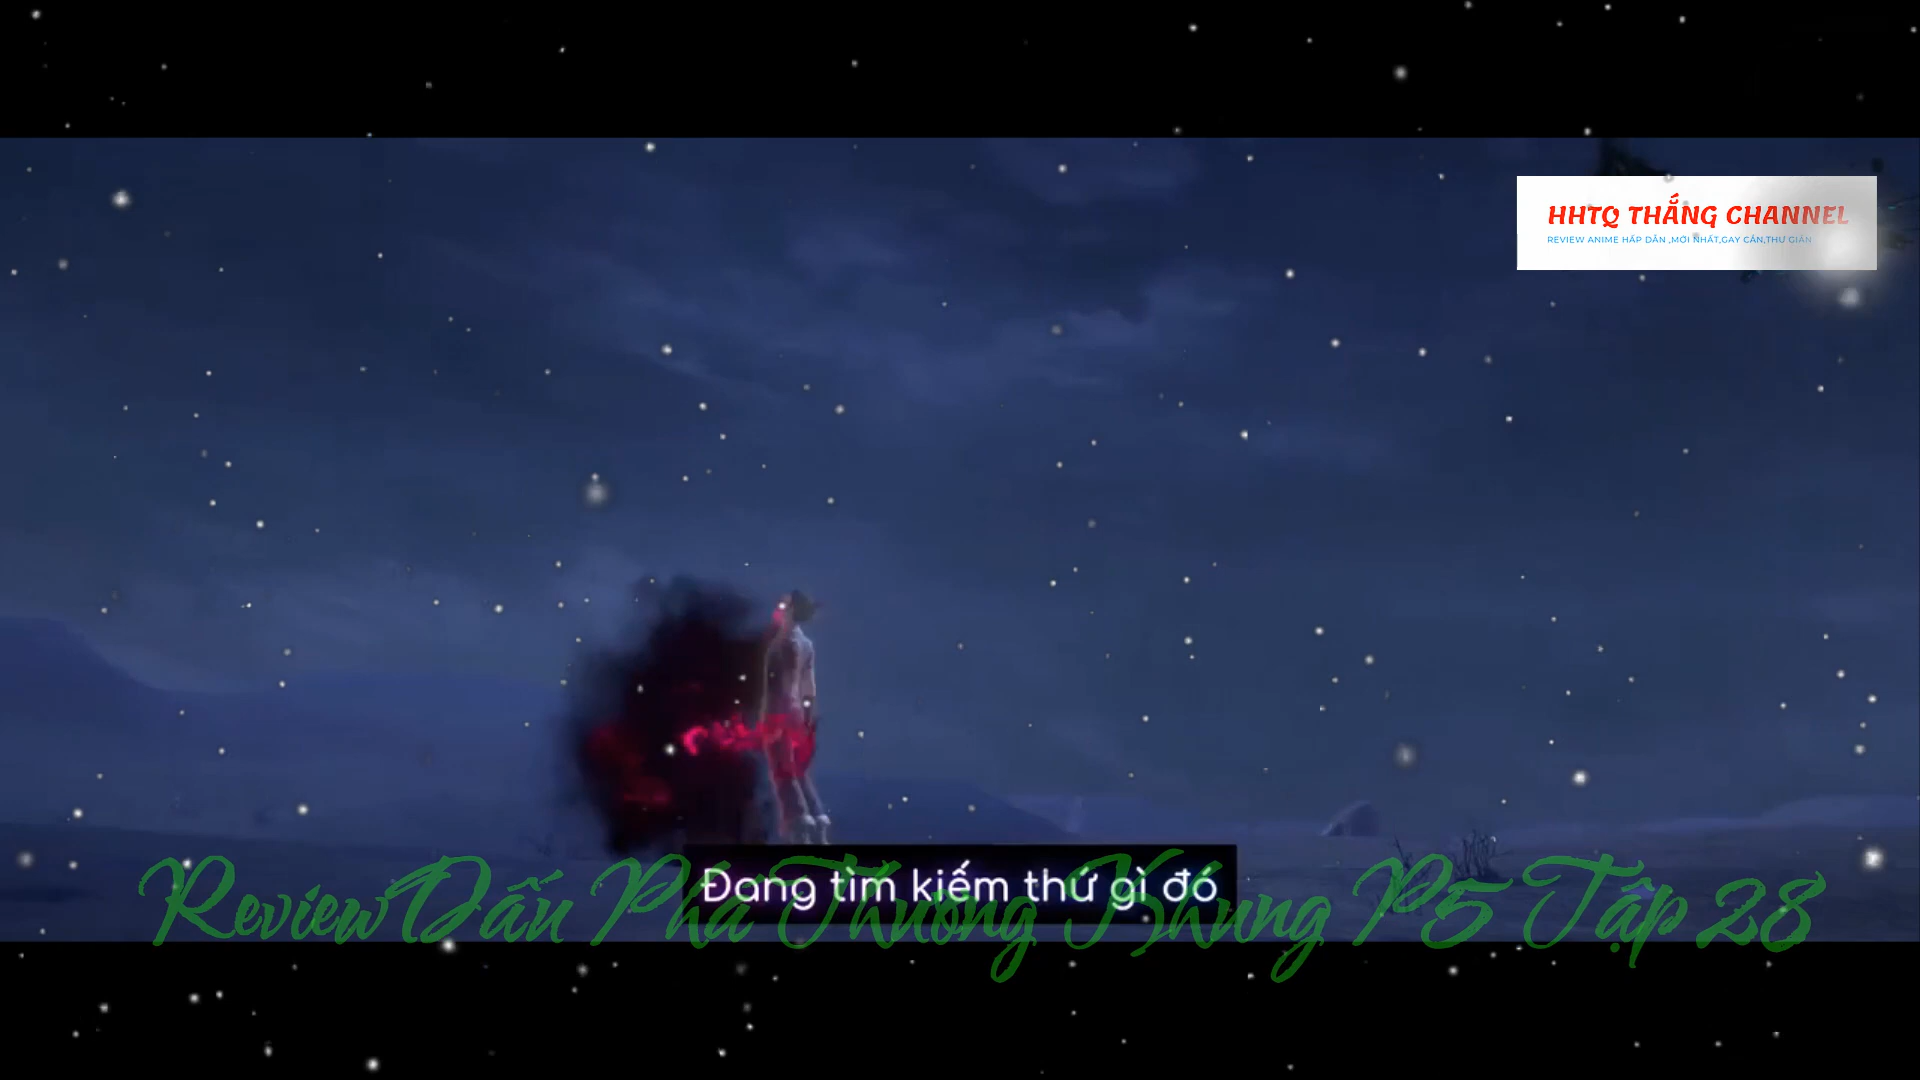 HHTQ THẮNG CHANNEL
REVIEW ANIME HẤP DẪN ,MỚI NHẤT,GAY CẤN,THƯ GIÃN
Đang tìm kiếm thứ gì đó
Review Dấu Phá Thương Khung P5 Tập 28